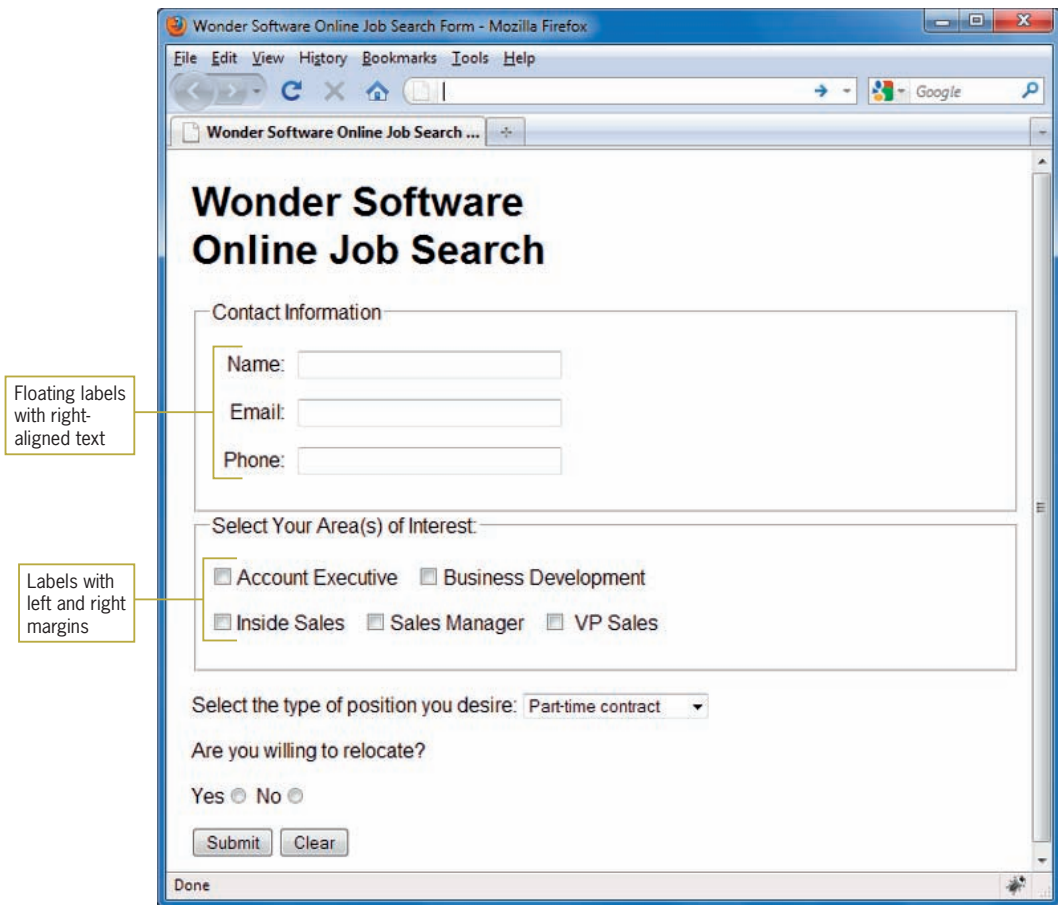 Wonder Software Online Job Search Form - Mozilla Firefox
File Edit View History Bookmarks Tools Help
Google
Wonder Software Online Job Search ...
Wonder Software
Online Job Search
Contact Information
Name:
Email:
Phone:
Floating labels
with right-
aligned text
Select Your Area(s) of Interest:
Account Executive Business Development
Inside Sales Sales Manager VP Sales
Labels with
left and right
margins
Select the type of position you desire: Part-time contract
Are you willing to relocate?
Yes No
Submit Clear
Done